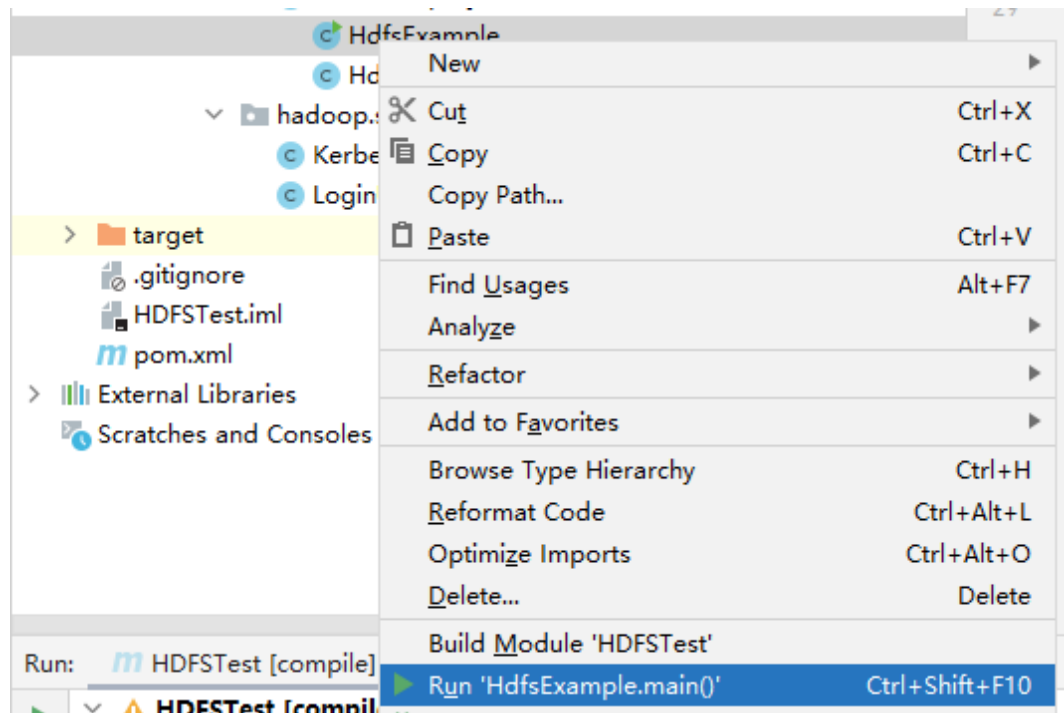 29
HdfsExample
New
Hd
Cut Ctrl+X
hadoop.s
Kerbe
Copy Ctrl+C
Login
Copy Path...
target
Paste Ctrl+V
.gitignore
Find Usages Alt+F7
HDFSTest.iml
Analyze
pom.xml
Refactor
External Libraries
Add to Favorites
Scratches and Consoles
Browse Type Hierarchy Ctrl+H
Reformat Code Ctrl+Alt+L
Optimize Imports Ctrl+Alt+O
Delete... Delete
Build Module 'HDFSTest'
Run: HDFSTest [compile]
Run 'HdfsExample.main()' Ctrl+Shift+F10
HDFSTest [compil